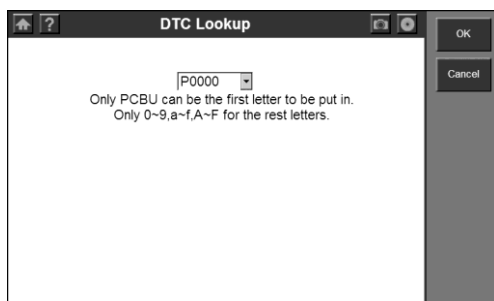 ?
DTC Lookup
OK
Cancel
P0000
Only PCBU can be the first letter to be put in.
Only 0~9,a~f,A~F for the rest letters.